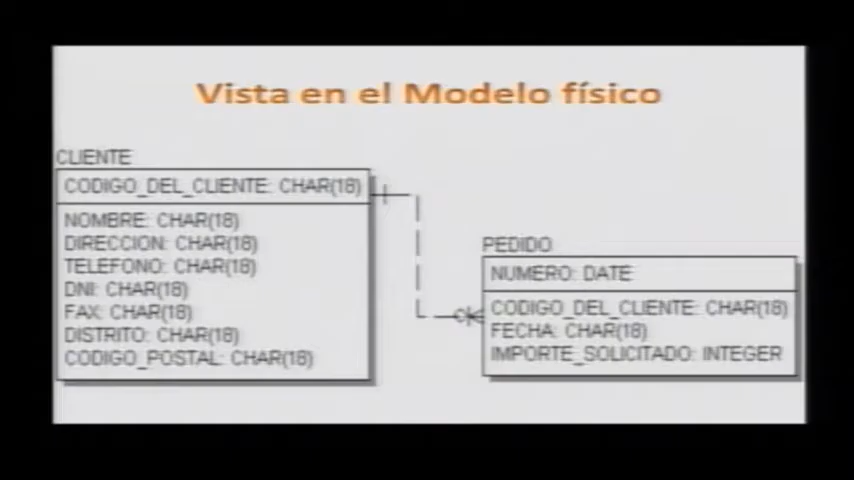 Vista en el Modelo físico
CLIENTE
CODIGO_DEL_CLIENTE: CHAR(18)
NOMBRE: CHAR(18)
DIRECCION: CHAR(18)
TELEFONO: CHAR(18)
DNI: CHAR(18)
FAX: CHAR(18)
DISTRITO: CHAR(18)
CODIGO_POSTAL: CHAR(18)
PEDIDO
NUMERO: DATE
CODIGO_DEL_CLIENTE: CHAR(18)
FECHA: CHAR(18)
IMPORTE_SOLICITADO: INTEGER